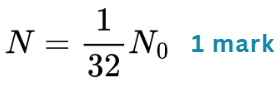 N = 1/32 N₀ 1 mark